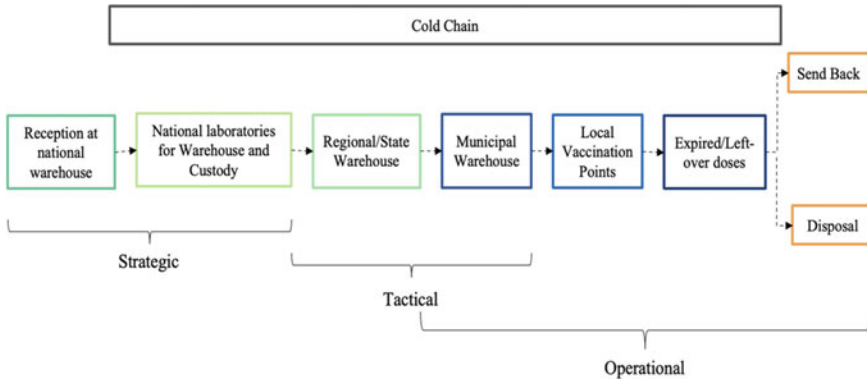 Cold Chain
Send Back
Reception at
national
warehouse
National laboratories
for Warehouse and
Custody
Regional/State
Warehouse
Municipal
Warehouse
Local
Vaccination
Points
Expired/Left-
over doses
Disposal
Strategic
Tactical
Operational